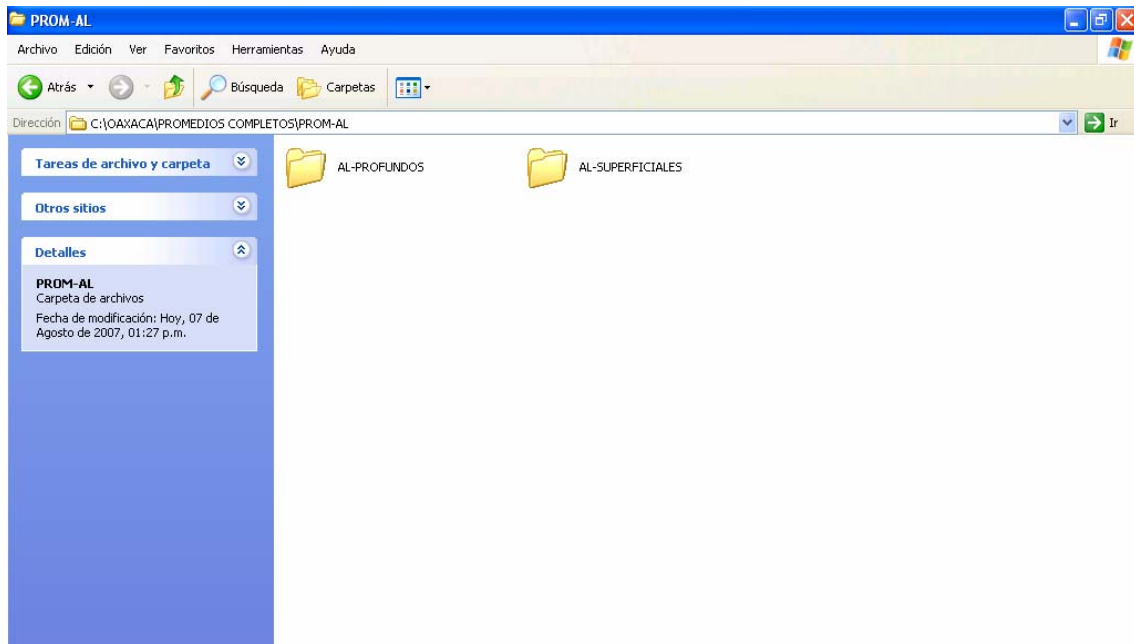 PROM-AL
Archivo Edición Ver Favoritos Herramientas Ayuda
Atrás Búsqueda Carpetas
Dirección C:\OAXACA\PROMEDIOS COMPLETOS\PROM-AL Ir
Tareas de archivo y carpeta
Otros sitios
Detalles
PROM-AL
Carpeta de archivos
Fecha de modificación: Hoy, 07 de
Agosto de 2007, 01:27 p.m.
AL-PROFUNDOS AL-SUPERFICIALES